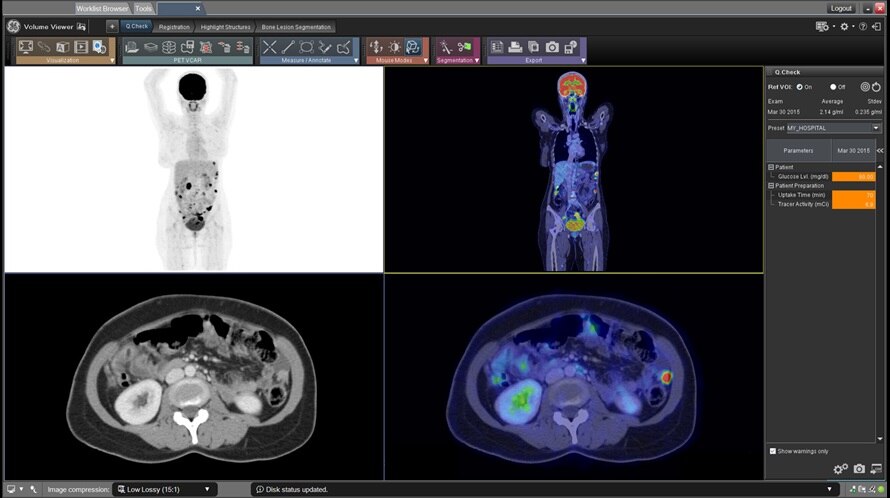 Worklist Browser Tools ×
Logout
Volume Viewer + Q.Check Registration Highlight Structures Bone Lesion Segmentation
Visualization PET VCAR Measure / Annotate Mouse Modes Segmentation Export
Q.Check
Ref VOI: On Off
Exam Average Stdev
Mar 30 2015 2.14 g/ml 0.235 g/ml
Preset MY_HOSPITAL
Parameters Mar 30 2015 <<
Patient
Glucose Lvl. (mg/dl)
Patient Preparation
Uptake Time (min)
Tracer Activity (mCi)
Show warnings only
Image compression: Low Lossy (15:1) Disk status updated.